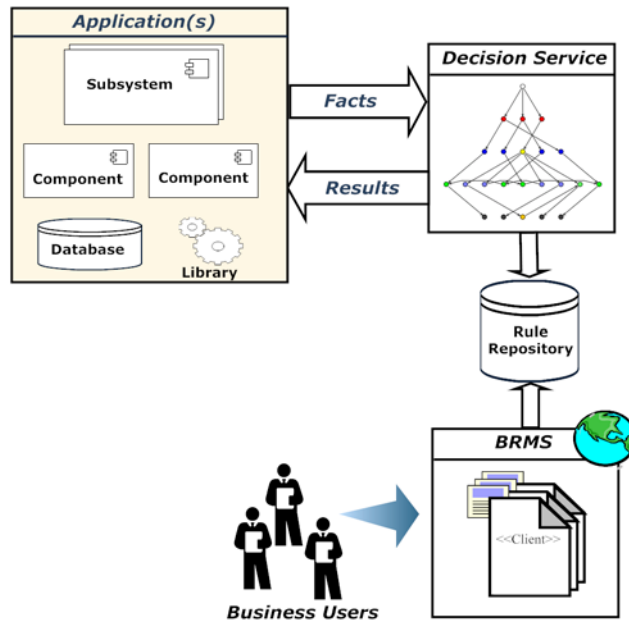 Application(s)
Subsystem
Component
Component
Database
Library
Facts
Results
Decision Service
Rule
Repository
BRMS
<<Client>>
Business Users